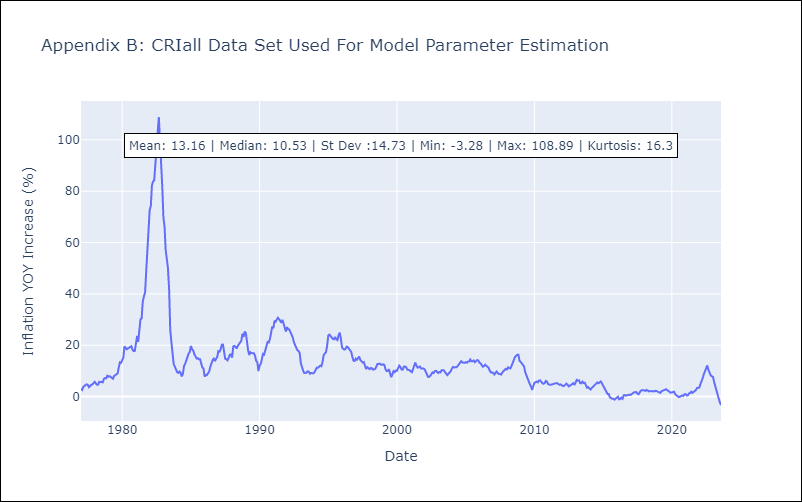 Appendix B: CRIall Data Set Used For Model Parameter Estimation
Mean: 13.16 | Median: 10.53 | St Dev :14.73 | Min: -3.28 | Max: 108.89 | Kurtosis: 16.3
Inflation YOY Increase (%)
100
80
60
40
20
0
1980 1990 2000 2010 2020
Date